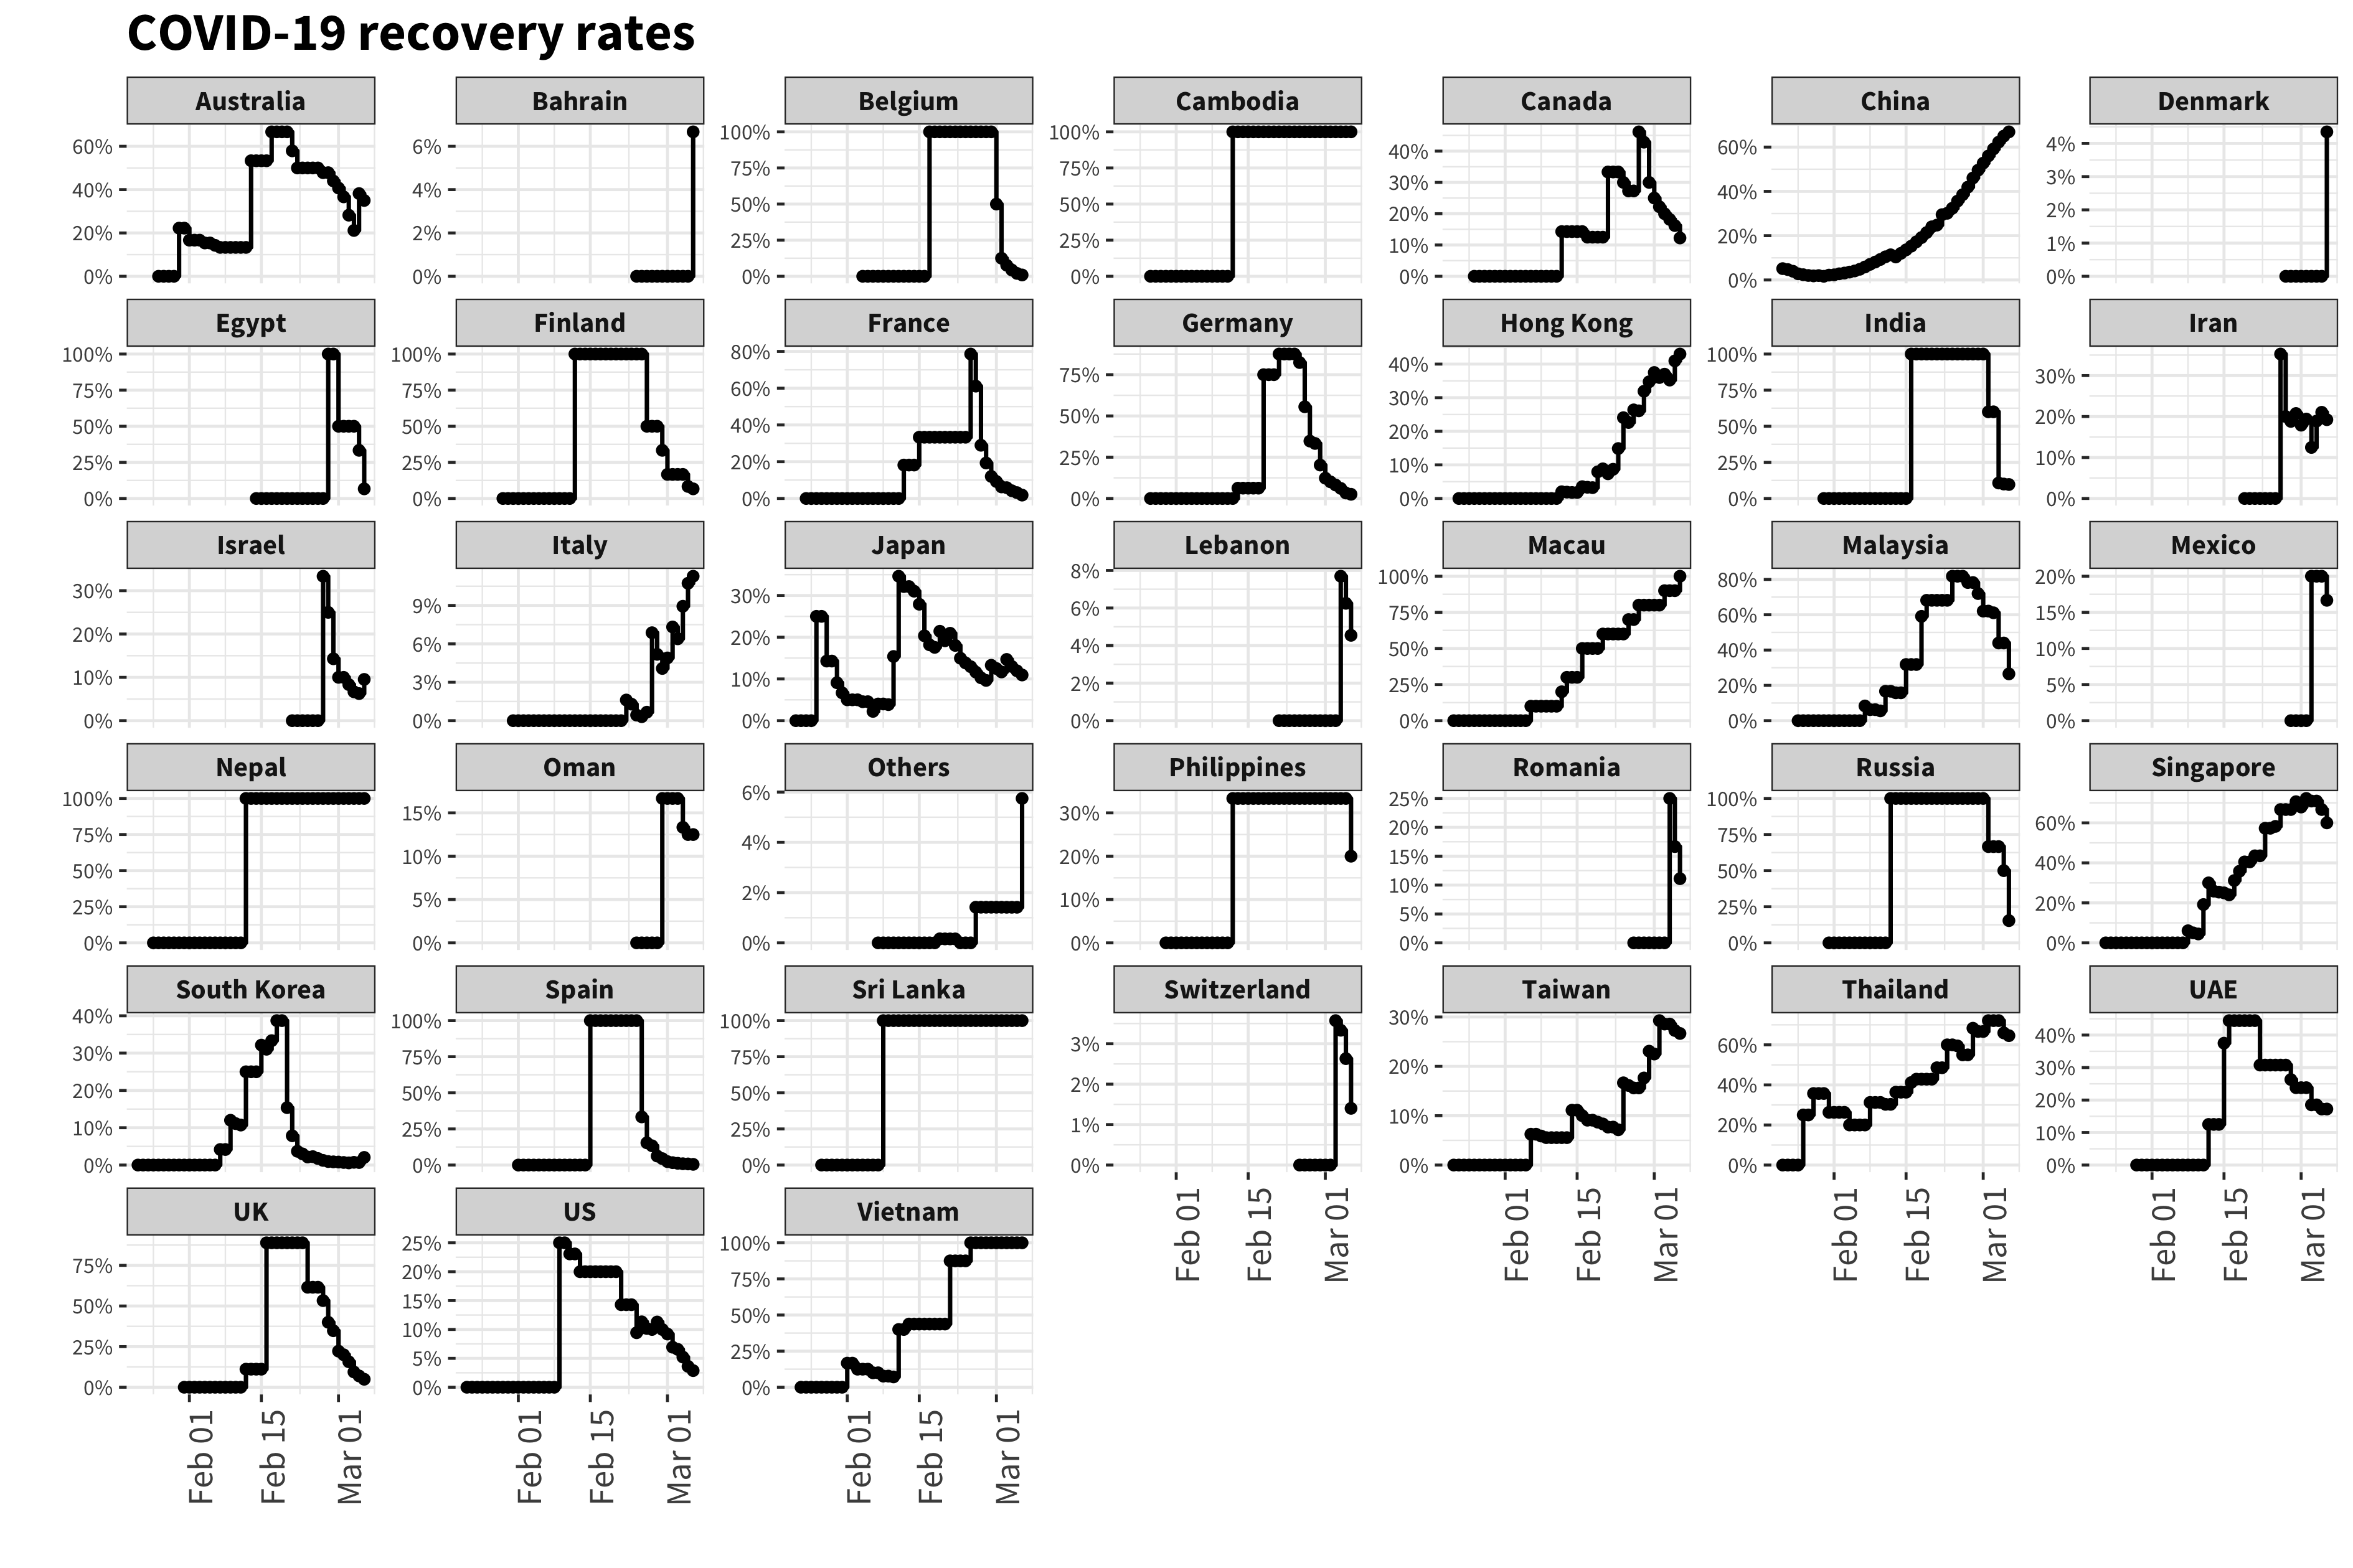 COVID-19 recovery rates
Australia Bahrain Belgium Cambodia Canada China Denmark
60% 40% 20% 0%
6% 4% 2% 0%
100% 75% 50% 25% 0%
100% 75% 50% 25% 0%
40% 30% 20% 10% 0%
60% 40% 20% 0%
4% 3% 2% 1% 0%
Egypt Finland France Germany Hong Kong India Iran
100% 75% 50% 25% 0%
100% 75% 50% 25% 0%
80% 60% 40% 20% 0%
75% 50% 25% 0%
40% 30% 20% 10% 0%
100% 75% 50% 25% 0%
30% 20% 10% 0%
Israel Italy Japan Lebanon Macau Malaysia Mexico
30% 20% 10% 0%
9% 6% 3% 0%
30% 20% 10% 0%
8% 6% 4% 2% 0%
100% 75% 50% 25% 0%
80% 60% 40% 20% 0%
20% 15% 10% 5% 0%
Nepal Oman Others Philippines Romania Russia Singapore
100% 75% 50% 25% 0%
15% 10% 5% 0%
6% 4% 2% 0%
30% 20% 10% 0%
25% 20% 15% 10% 5% 0%
100% 75% 50% 25% 0%
60% 40% 20% 0%
South Korea Spain Sri Lanka Switzerland Taiwan Thailand UAE
40% 30% 20% 10% 0%
100% 75% 50% 25% 0%
100% 75% 50% 25% 0%
3% 2% 1% 0%
30% 20% 10% 0%
60% 40% 20% 0%
40% 30% 20% 10% 0%
Feb 01 Feb 15 Mar 01
Feb 01 Feb 15 Mar 01
Feb 01 Feb 15 Mar 01
Feb 01 Feb 15 Mar 01
UK US Vietnam
75% 50% 25% 0%
25% 20% 15% 10% 5% 0%
100% 75% 50% 25% 0%
Feb 01 Feb 15 Mar 01
Feb 01 Feb 15 Mar 01
Feb 01 Feb 15 Mar 01